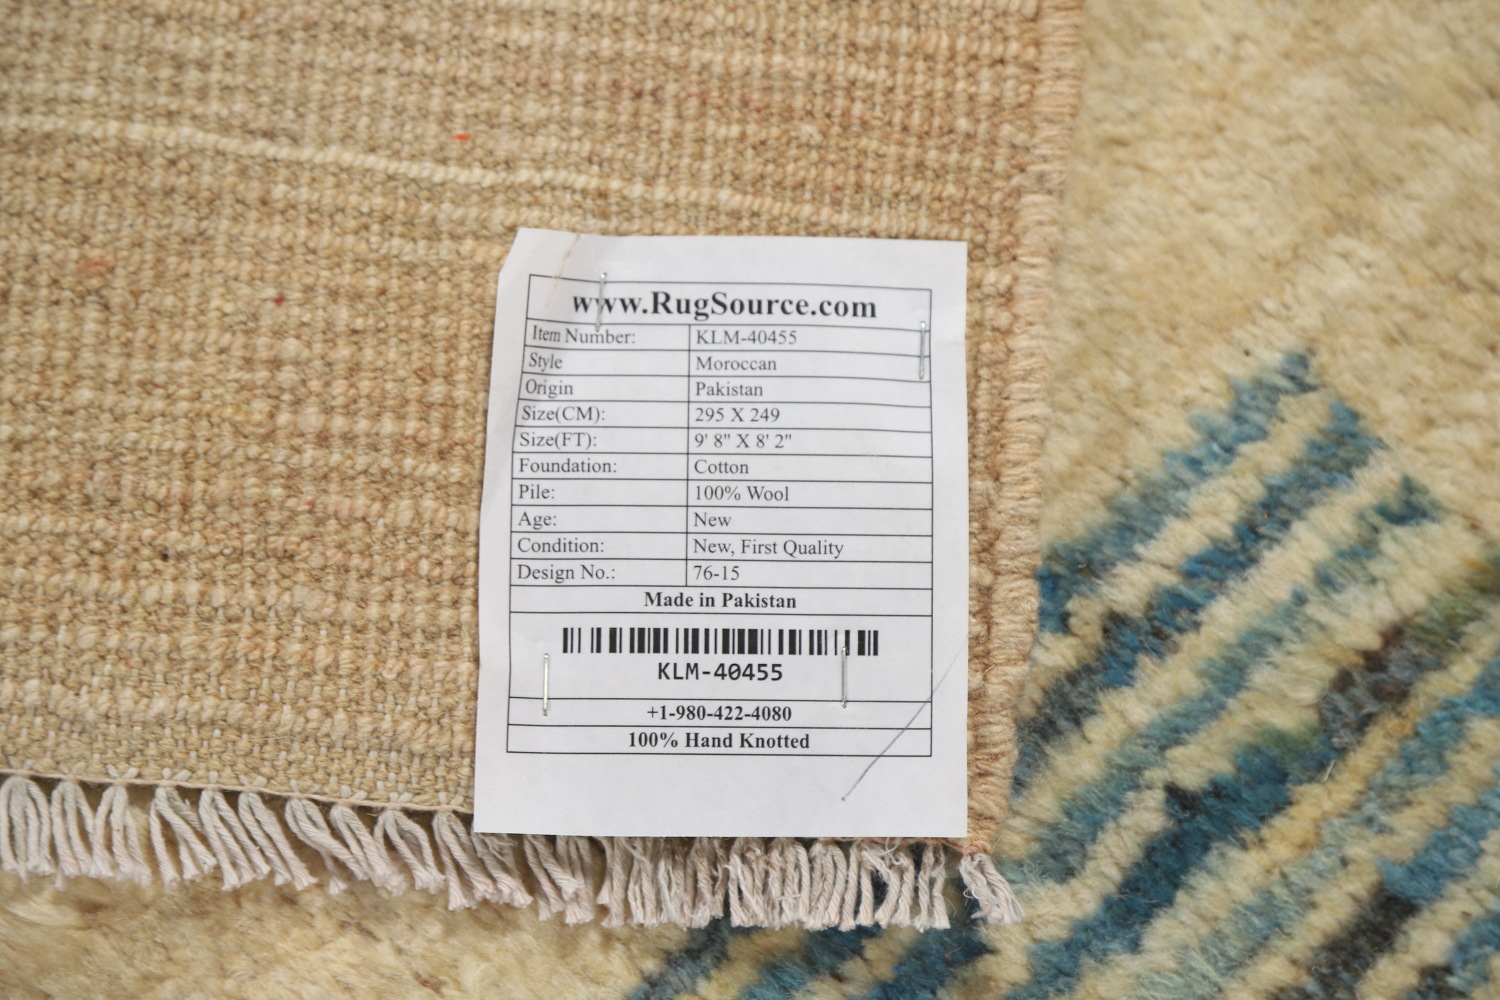 www.RugSource.com
Item Number: KLM-40455
Style Moroccan
Origin Pakistan
Size(CM): 295 X 249
Size(FT): 9' 8" X 8' 2"
Foundation: Cotton
Pile: 100% Wool
Age: New
Condition: New, First Quality
Design No.: 76-15
Made in Pakistan
KLM-40455
+1-980-422-4080
100% Hand Knotted